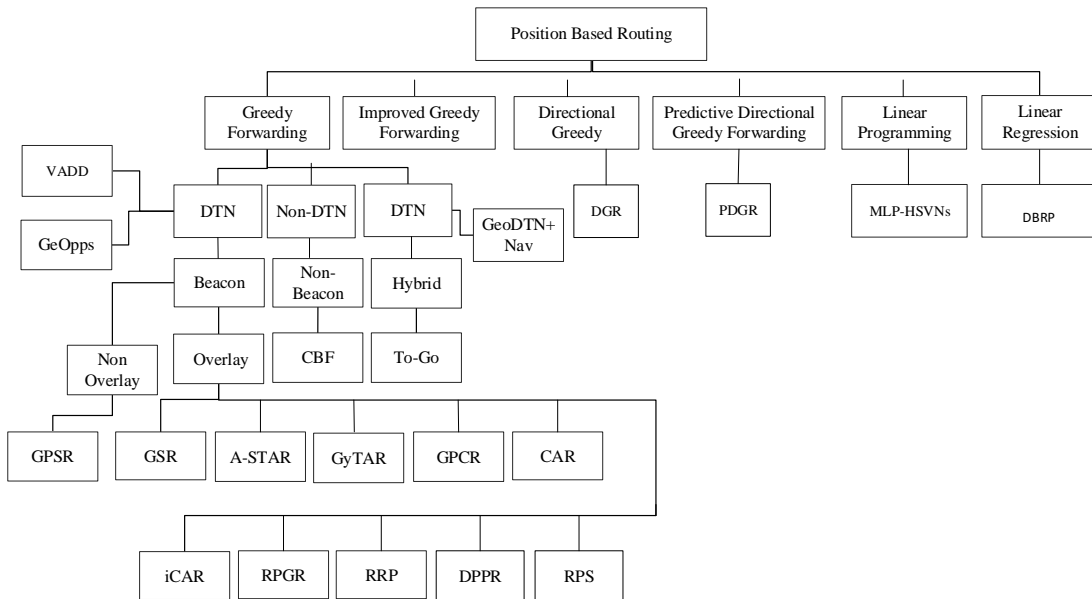 Position Based Routing
Greedy
Forwarding
Improved Greedy
Forwarding
Directional
Greedy
Predictive Directional
Greedy Forwarding
Linear
Programming
Linear
Regression
VADD
GeOpps
DTN
Non-DTN
DTN
GeoDTN+
Nav
DGR
PDGR
MLP-HSVNs
DBRP
Beacon
Non-
Beacon
Hybrid
Non
Overlay
Overlay
CBF
To-Go
GPSR
GSR
A-STAR
GyTAR
GPCR
CAR
iCAR
RPGR
RRP
DPPR
RPS